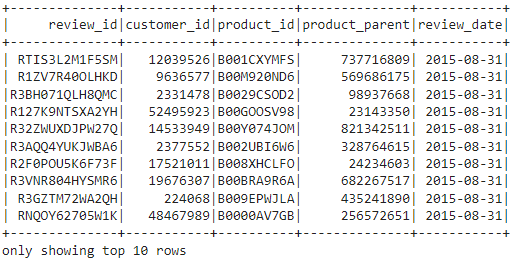 +--------------+-----------+----------+--------------+-----------+
|     review_id|customer_id|product_id|product_parent|review_date|
+--------------+-----------+----------+--------------+-----------+
| RTIS3L2M1F5SM|   12039526|B001CXYMFS|     737716809| 2015-08-31|
| R1ZV7R40OLHKD|    9636577|B00M920ND6|     569686175| 2015-08-31|
|R3BH071QLH8QMC|    2331478|B0029CSOD2|      98937668| 2015-08-31|
|R127K9NTSXA2YH|   52495923|B00GOOSV98|      23143350| 2015-08-31|
|R32ZWUXDJPW27Q|   14533949|B00Y074JOM|     821342511| 2015-08-31|
|R3AQQ4YUKJWBA6|    2377552|B002UBI6W6|     328764615| 2015-08-31|
|R2F0POU5K6F73F|   17521011|B008XHCLFO|      24234603| 2015-08-31|
|R3VNR804HYSMR6|   19676307|B00BRA9R6A|     682267517| 2015-08-31|
| R3GZTM72WA2QH|     224068|B009EPWJLA|     435241890| 2015-08-31|
| RNQOY62705W1K|   48467989|B0000AV7GB|     256572651| 2015-08-31|
+--------------+-----------+----------+--------------+-----------+
only showing top 10 rows